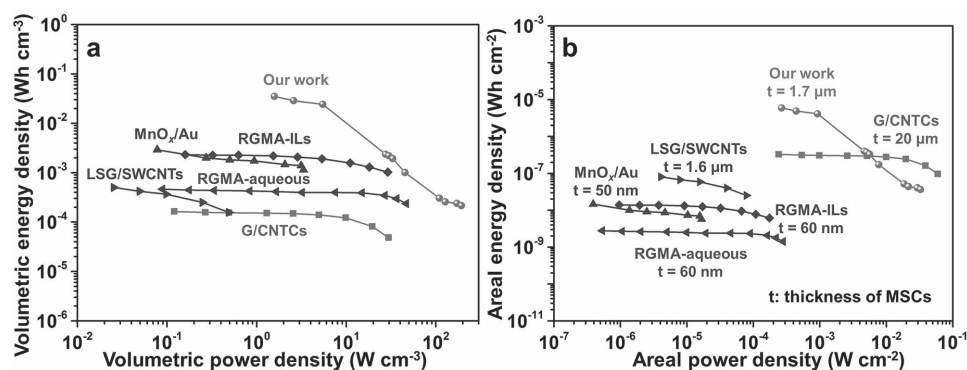 a
Volumetric energy density (Wh cm⁻³)
10⁰
10⁻¹
10⁻²
10⁻³
10⁻⁴
10⁻⁵
10⁻⁶
Our work
MnOₓ/Au
RGMA-ILs
LSG/SWCNTs
RGMA-aqueous
G/CNTCs
10⁻² 10⁻¹ 10⁰ 10¹ 10²
Volumetric power density (W cm⁻³)
b
Areal energy density (Wh cm⁻²)
10⁻³
10⁻⁵
10⁻⁷
10⁻⁹
10⁻¹¹
Our work
t = 1.7 µm
G/CNTCs
t = 20 µm
LSG/SWCNTs
t = 1.6 µm
MnOₓ/Au
t = 50 nm
RGMA-ILs
t = 60 nm
RGMA-aqueous
t = 60 nm
t: thickness of MSCs
10⁻⁷ 10⁻⁶ 10⁻⁵ 10⁻⁴ 10⁻³ 10⁻² 10⁻¹
Areal power density (W cm⁻²)